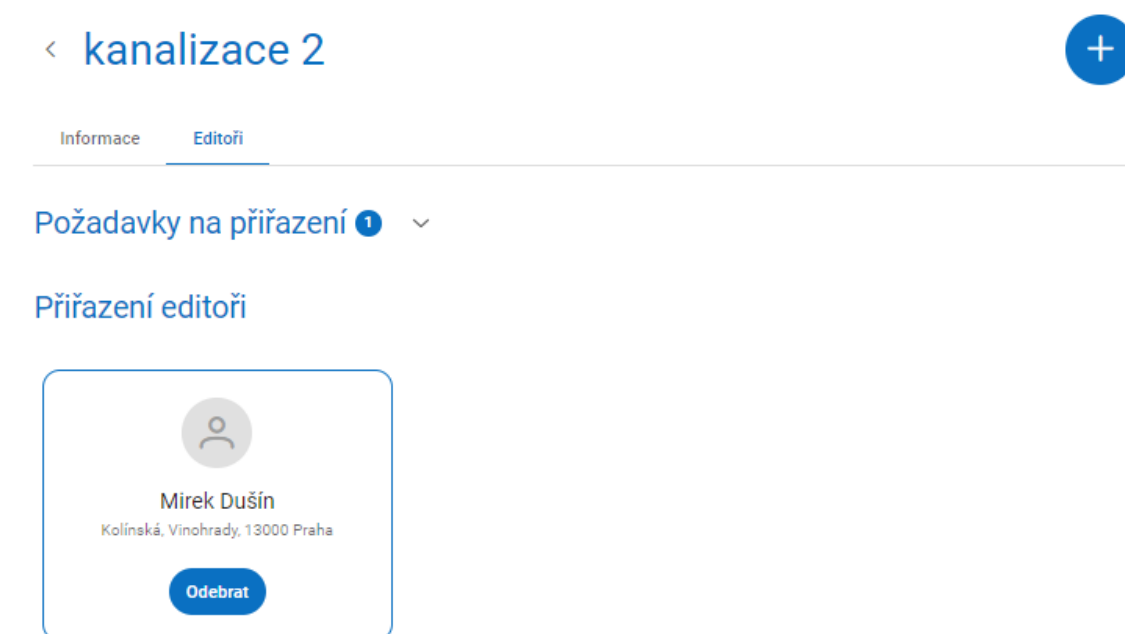 kanalizace 2
Informace
Editoři
Požadavky na přiřazení 1
Přiřazení editoři
Mirek Dušín
Kolínská, Vinohrady, 13000 Praha
Odebrat